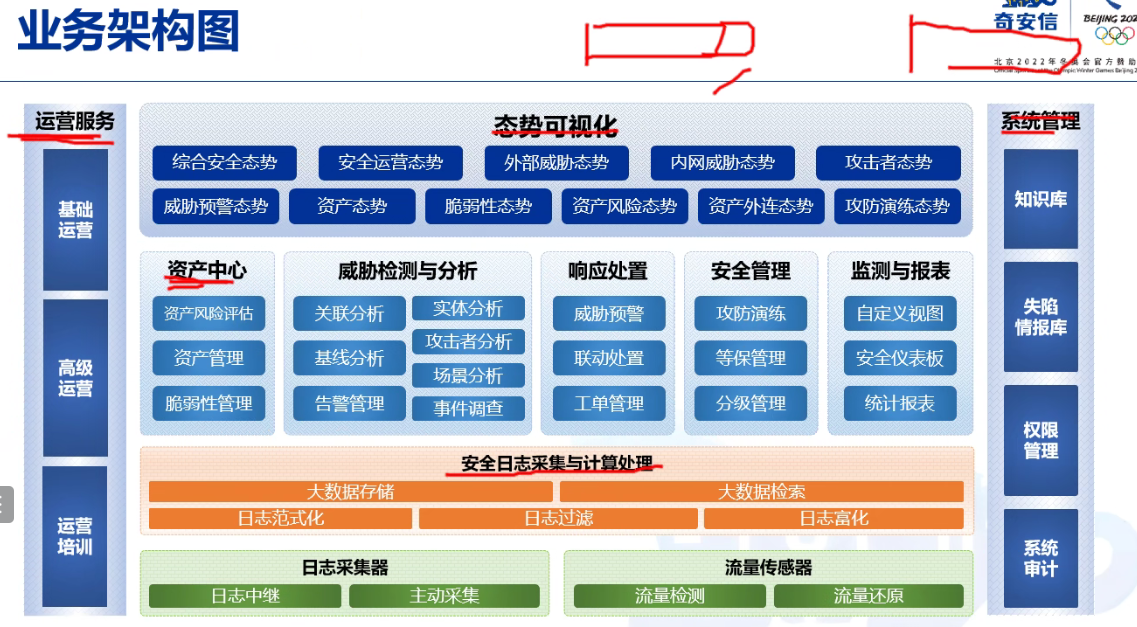 业务架构图
奇安信
BEIJING 202
北京2022年冬奥会官方赞助
运营服务
基础
运营
高级
运营
运营
培训
态势可视化
综合安全态势 安全运营态势 外部威胁态势 内网威胁态势 攻击者态势
威胁预警态势 资产态势 脆弱性态势 资产风险态势 资产外连态势 攻防演练态势
资产中心
资产风险评估
资产管理
脆弱性管理
威胁检测与分析
关联分析
基线分析
告警管理
实体分析
攻击者分析
场景分析
事件调查
响应处置
威胁预警
联动处置
工单管理
安全管理
攻防演练
等保管理
分级管理
监测与报表
自定义视图
安全仪表板
统计报表
安全日志采集与计算处理
大数据存储 大数据检索
日志范式化 日志过滤 日志富化
日志采集器
日志中继 主动采集
流量传感器
流量检测 流量还原
系统管理
知识库
失陷
情报库
权限
管理
系统
审计